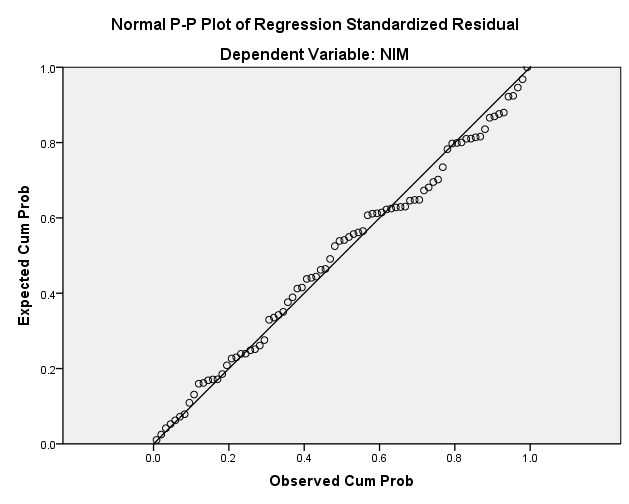 Normal P-P Plot of Regression Standardized Residual
Dependent Variable: NIM
1.0
0.8
0.6
0.4
0.2
0.0
Expected Cum Prob
0.0 0.2 0.4 0.6 0.8 1.0
Observed Cum Prob